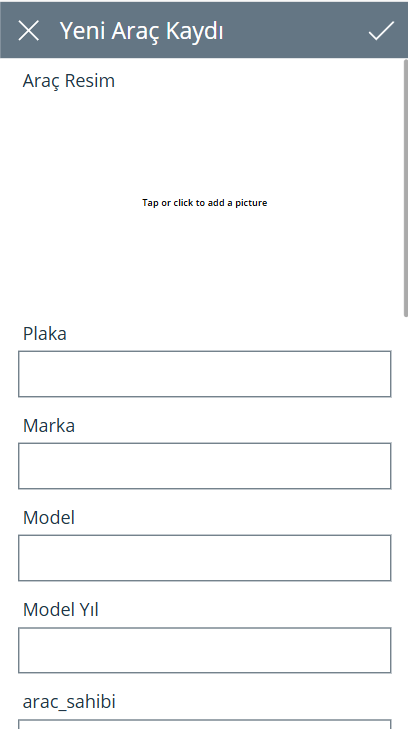 Yeni Araç Kaydı
Araç Resim
Tap or click to add a picture
Plaka
Marka
Model
Model Yıl
arac_sahibi